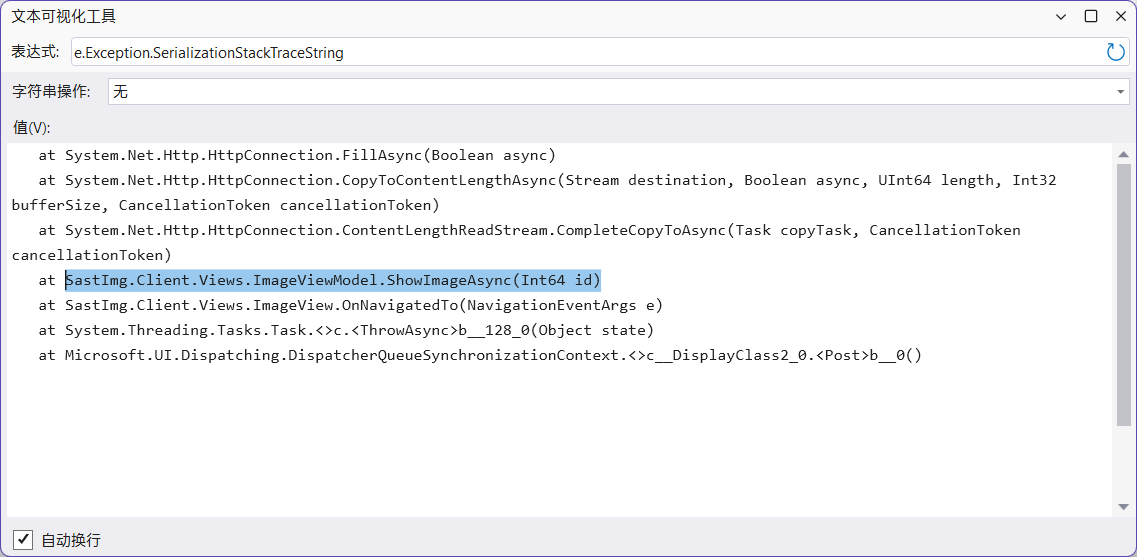 文本可视化工具
表达式: e.Exception.SerializationStackTraceString
字符串操作: 无
值(V):
at System.Net.Http.HttpConnection.FillAsync(Boolean async)
at System.Net.Http.HttpConnection.CopyToContentLengthAsync(Stream destination, Boolean async, UInt64 length, Int32
bufferSize, CancellationToken cancellationToken)
at System.Net.Http.HttpConnection.ContentLengthReadStream.CompleteCopyToAsync(Task copyTask, CancellationToken
cancellationToken)
at SastImg.Client.Views.ImageViewModel.ShowImageAsync(Int64 id)
at SastImg.Client.Views.ImageView.OnNavigatedTo(NavigationEventArgs e)
at System.Threading.Tasks.Task.<>c.<ThrowAsync>b__128_0(Object state)
at Microsoft.UI.Dispatching.DispatcherQueueSynchronizationContext.<>c__DisplayClass2_0.<Post>b__0()
自动换行